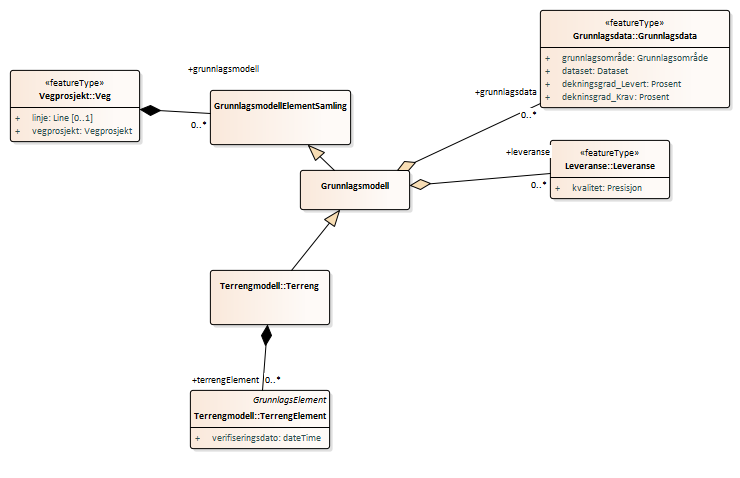 «featureType»
Grunnlagsdata::Grunnlagsdata
+ grunnlagsområde: Grunnlagsområde
+ dataset: Dataset
+ dekningsgrad_Levert: Prosent
+ dekningsgrad_Krav: Prosent
+grunnlagsmodell
0..*
«featureType»
Vegprosjekt::Veg
+ linje: Line [0..1]
+ vegprosjekt: Vegprosjekt
GrunnlagsmodellElementSamling
+grunnlagsdata
0..*
+leveranse
0..*
«featureType»
Leveranse::Leveranse
+ kvalitet: Presisjon
Grunnlagsmodell
Terrengmodell::Terreng
+terrengElement
0..*
GrunnlagsElement
Terrengmodell::TerrengElement
+ verifiseringsdato: dateTime